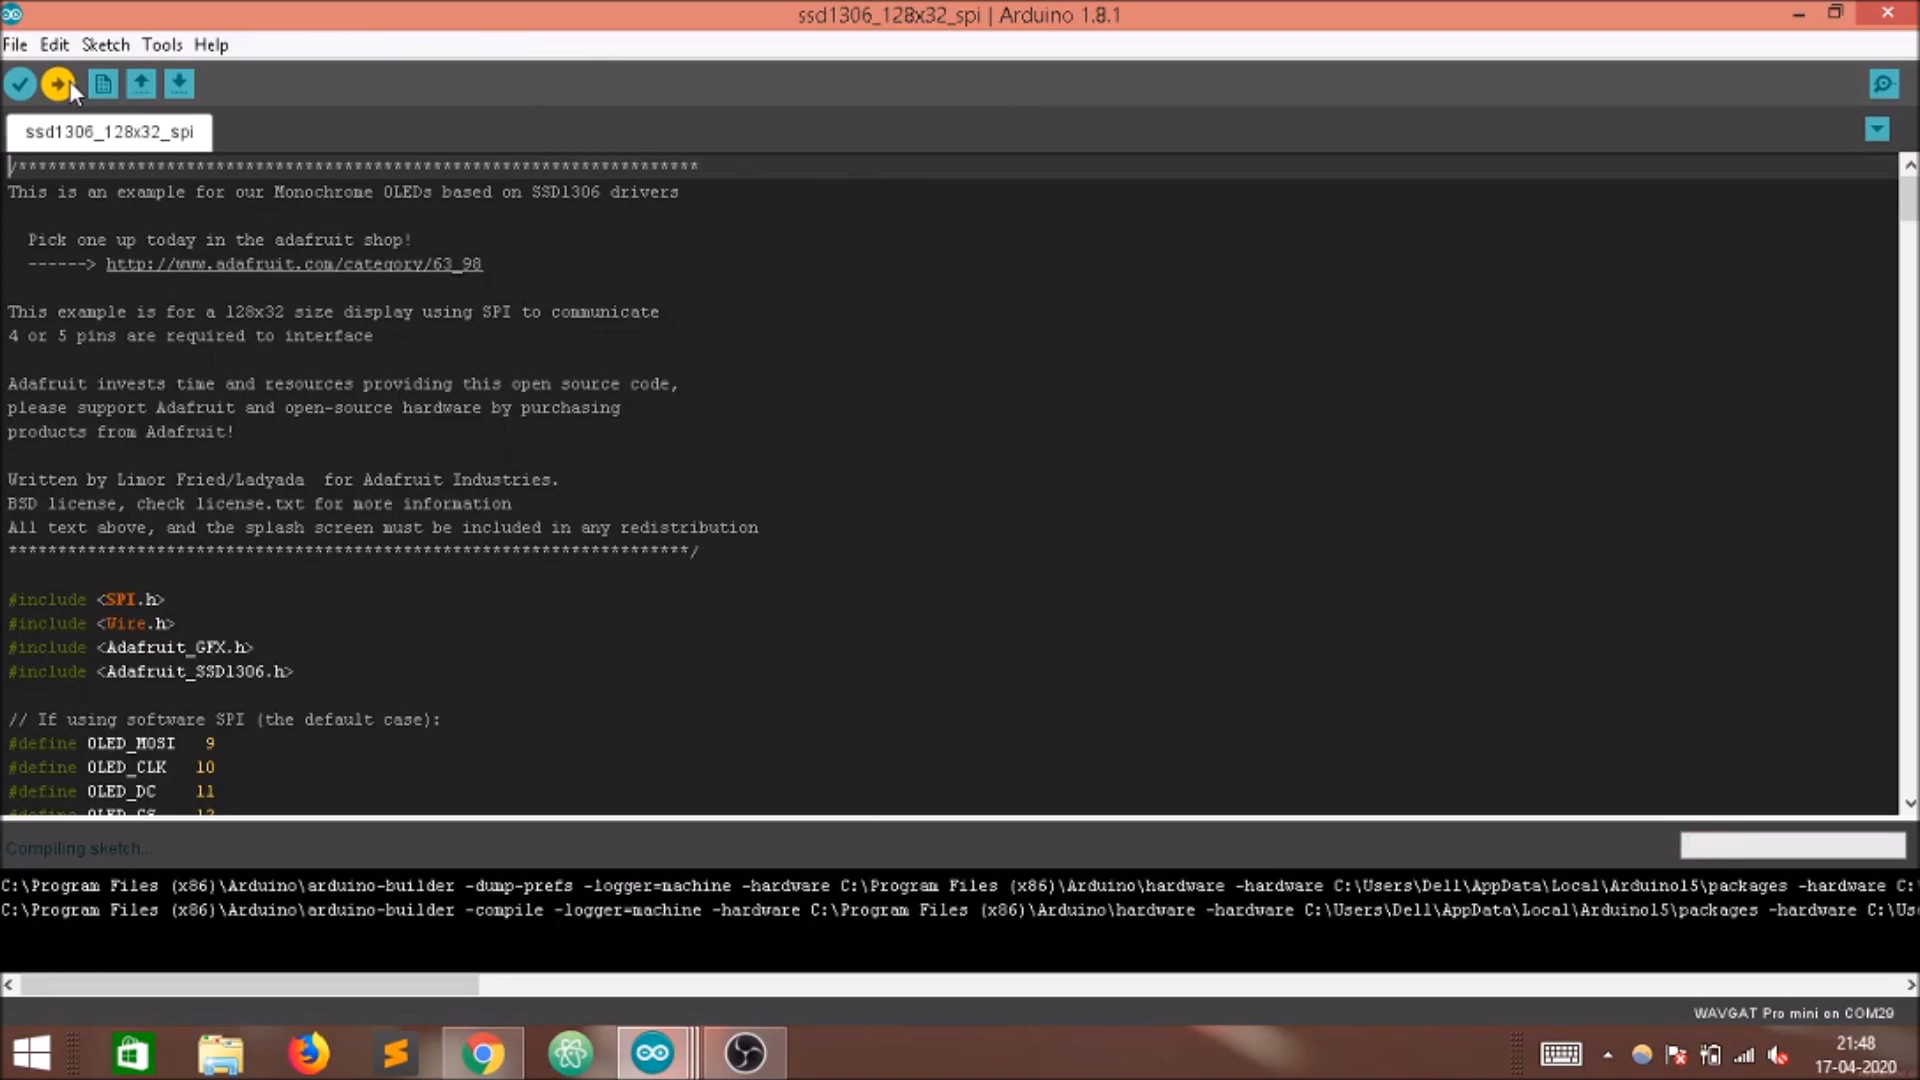 ssd1306_128x32_spi | Arduino 1.8.1
File Edit Sketch Tools Help
ssd1306_128x32_spi
/*********************************************************************
This is an example for our Monochrome OLEDs based on SSD1306 drivers
Pick one up today in the adafruit shop!
------> http://www.adafruit.com/category/63_98
This example is for a 128x32 size display using SPI to communicate
4 or 5 pins are required to interface
Adafruit invests time and resources providing this open source code,
please support Adafruit and open-source hardware by purchasing
products from Adafruit!
Written by Limor Fried/Ladyada  for Adafruit Industries.
BSD license, check license.txt for more information
All text above, and the splash screen must be included in any redistribution
*********************************************************************/
#include <SPI.h>
#include <Wire.h>
#include <Adafruit_GFX.h>
#include <Adafruit_SSD1306.h>
// If using software SPI (the default case):
#define OLED_MOSI   9
#define OLED_CLK   10
#define OLED_DC    11
#define OLED_CS    12
Compiling sketch...
C:\Program Files (x86)\Arduino\arduino-builder -dump-prefs -logger=machine -hardware C:\Program Files (x86)\Arduino\hardware -hardware C:\Users\Dell\AppData\Local\Arduino15\packages -hardware C:
C:\Program Files (x86)\Arduino\arduino-builder -compile -logger=machine -hardware C:\Program Files (x86)\Arduino\hardware -hardware C:\Users\Dell\AppData\Local\Arduino15\packages -hardware C:\Us
WAVGAT Pro mini on COM29
21:48
17-04-2020